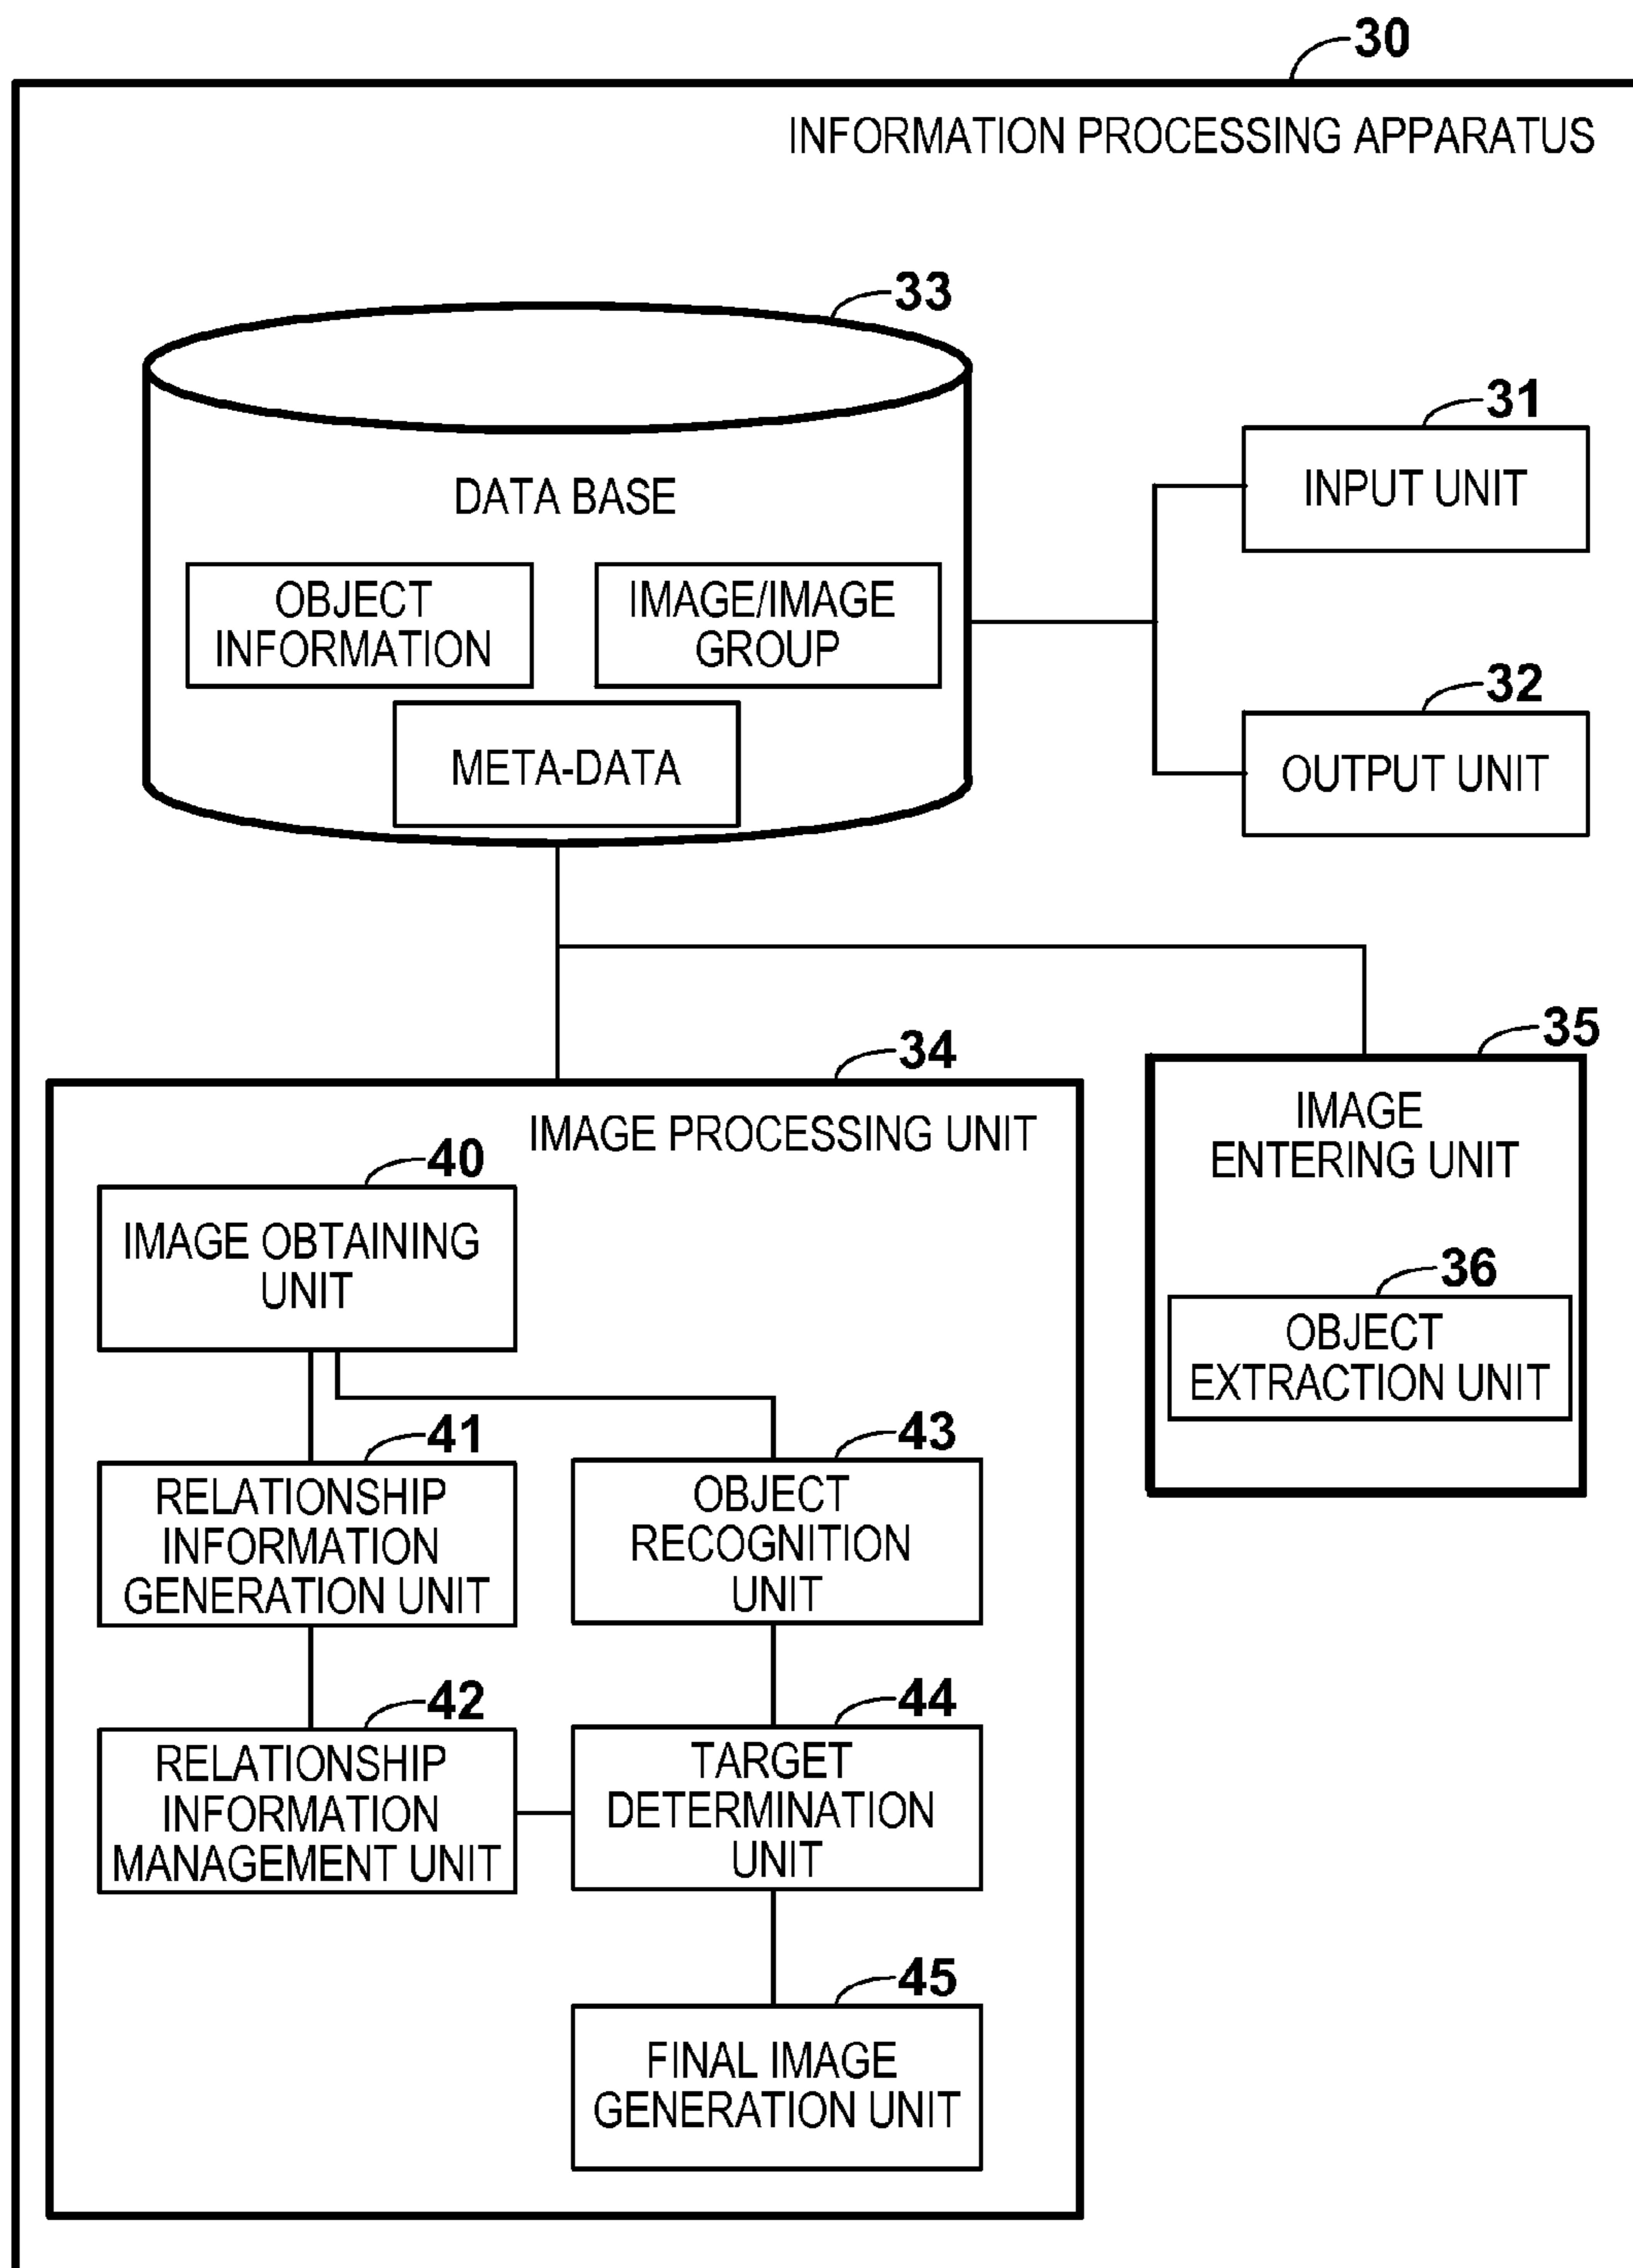 30
INFORMATION PROCESSING APPARATUS
33
DATA BASE
OBJECT
INFORMATION
IMAGE/IMAGE
GROUP
META-DATA
31
INPUT UNIT
32
OUTPUT UNIT
34
IMAGE PROCESSING UNIT
40
IMAGE OBTAINING
UNIT
41
RELATIONSHIP
INFORMATION
GENERATION UNIT
43
OBJECT
RECOGNITION
UNIT
42
RELATIONSHIP
INFORMATION
MANAGEMENT UNIT
44
TARGET
DETERMINATION
UNIT
45
FINAL IMAGE
GENERATION UNIT
35
IMAGE
ENTERING UNIT
36
OBJECT
EXTRACTION UNIT